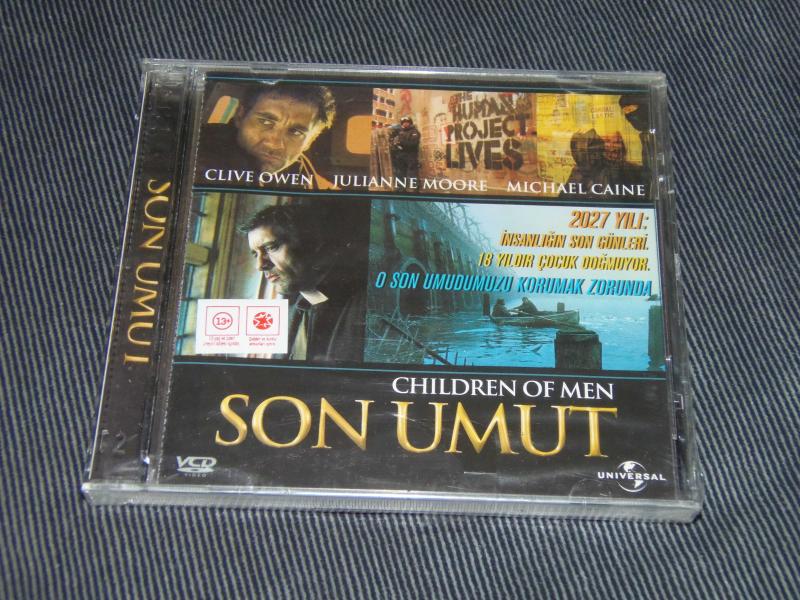 THE
HUMAN
PROJECT
LIVES
CLIVE OWEN JULIANNE MOORE MICHAEL CAINE
2027 YILI:
İNSANLIĞIN SON GÜNLERİ.
18 YILDIR ÇOCUK DOĞMUYOR.
O SON UMUDUMUZU KORUMAK ZORUNDA
13+
CHILDREN OF MEN
SON UMUT
VCD
VIDEO
UNIVERSAL
SON UMUT